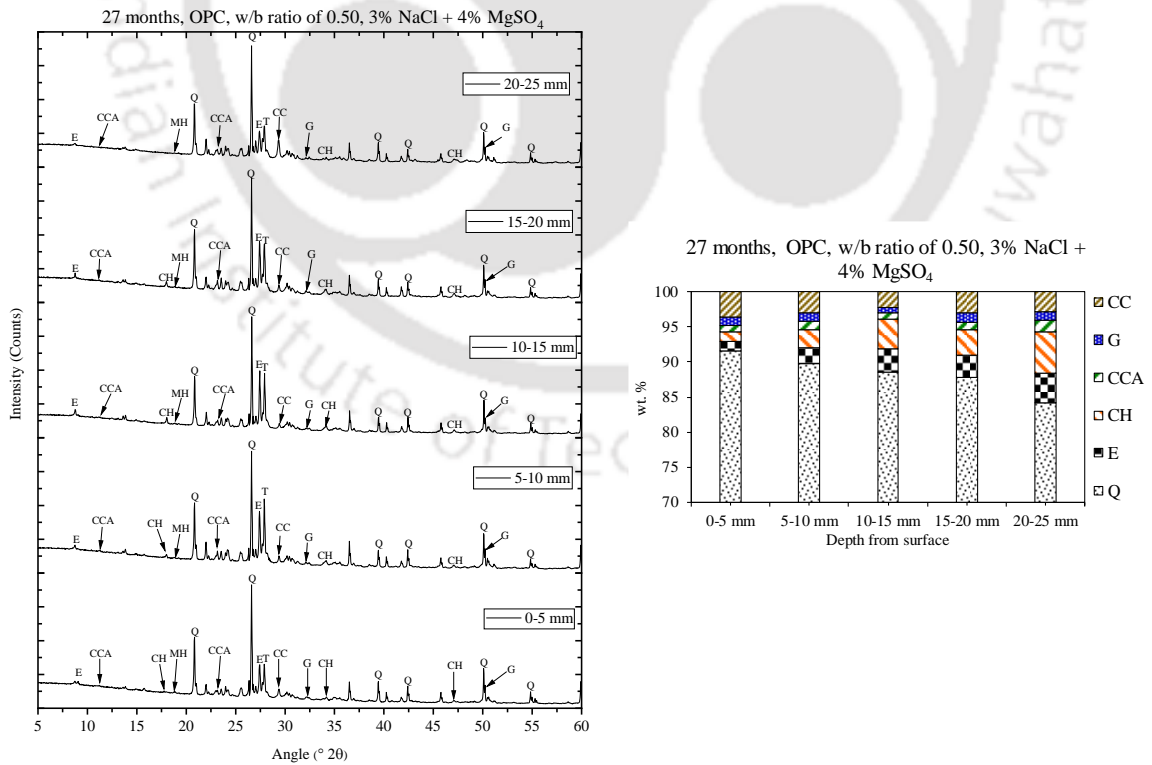 27 months, OPC, w/b ratio of 0.50, 3% NaCl + 4% MgSO₄
Q
20-25 mm
Q
CCA
MH
CCA
CC
E T
G
Q
Q
Q
G
E
CH
CH
Q
Q
15-20 mm
Q
CCA
CH
MH
CCA
E T
CC
G
Q
Q
Q
G
E
CH
CH
Q
Q
10-15 mm
Q
E
CCA
CH
MH
CCA
E T
CC
G
CH
Q
Q
Q
G
CH
Q
Q
5-10 mm
Q
E
CCA
CH
MH
CCA
E
T
CC
G
CH
Q
Q
Q
G
CH
Q
Q
0-5 mm
Q
E
CCA
CH
MH
CCA
E T
CC
G
CH
Q
Q
CH
Q
G
Q
5 10 15 20 25 30 35 40 45 50 55 60
Angle (° 2θ)
Intensity (Counts)
27 months, OPC, w/b ratio of 0.50, 3% NaCl +
4% MgSO₄
100
95
90
85
80
75
70
wt. %
0-5 mm 5-10 mm 10-15 mm 15-20 mm 20-25 mm
Depth from surface
CC
G
CCA
CH
E
Q
ndian Institute of Tec
wahat